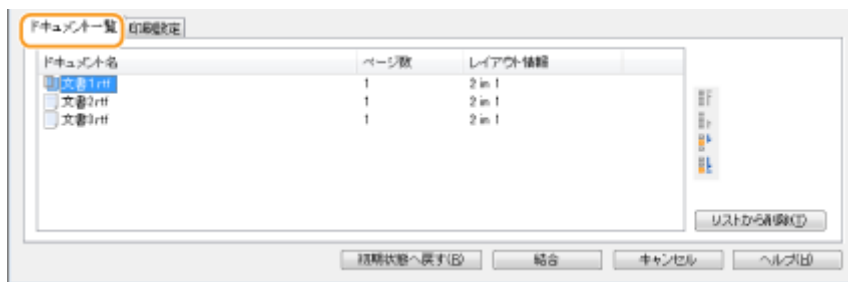 ドキュメント一覧 印刷設定
ドキュメント名 ページ数 レイアウト情報
文書1.rtf 1 2 in 1
文書2.rtf 1 2 in 1
文書3.rtf 1 2 in 1
リストから削除(T)
初期状態へ戻す(B) 結合 キャンセル ヘルプ(H)